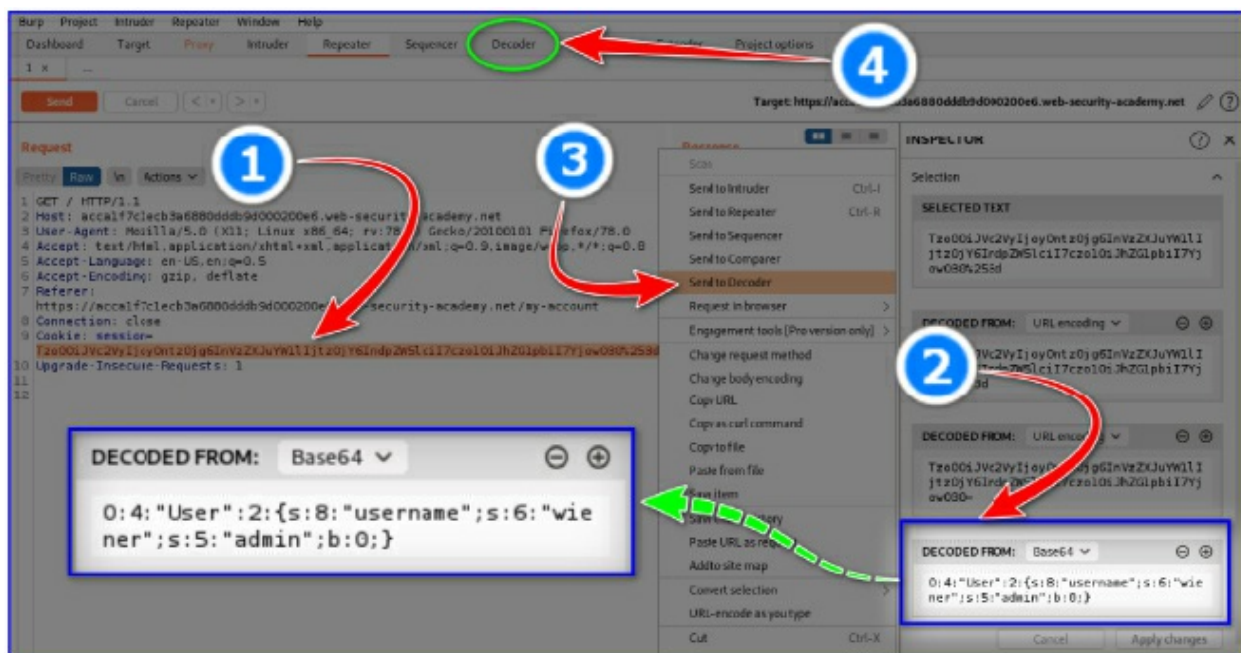 Burp Project Intruder Repeater Window Help
Dashboard Target Proxy Intruder Repeater Sequencer Decoder Project options
1 × ...
4
Send Cancel < >
Target: https://
.web-security-academy.net
1
3
Request
Pretty Raw \n Actions
1 GET / HTTP/1.1
2 Host: acca1f7c1ecb3a6880dddb9d000200e6.web-security-academy.net
3 User-Agent: Mozilla/5.0 (X11; Linux x86_64; rv:78.0) Gecko/20100101 Firefox/78.0
4 Accept: text/html,application/xhtml+xml,application/xml;q=0.9,image/webp,*/*;q=0.8
5 Accept-Language: en-US,en;q=0.5
6 Accept-Encoding: gzip, deflate
7 Referer:
https://acca1f7c1ecb3a6880dddb9d000200e6.web-security-academy.net/my-account
8 Connection: close
9 Cookie: session=
10 Upgrade-Insecure-Requests: 1
11
12
DECODED FROM: Base64
O:4:"User":2:{s:8:"username";s:6:"wie
ner";s:5:"admin";b:0;}
Response
Scan
Send to Intruder Ctrl-I
Send to Repeater Ctrl-R
Send to Sequencer
Send to Comparer
Send to Decoder
Request in browser >
Engagement tools [Pro version only] >
Change request method
Change body encoding
Copy URL
Copy as curl command
Copy to file
Paste from file
Save item
Paste URL as
Add to site map
Convert selection >
URL-encode as you type
Cut Ctrl-X
INSPECTOR
Selection
SELECTED TEXT
DECODED FROM: URL encoding
2
DECODED FROM: URL encoding
DECODED FROM: Base64
O:4:"User":2:{s:8:"username";s:6:"wie
ner";s:5:"admin";b:0;}
Cancel Apply changes